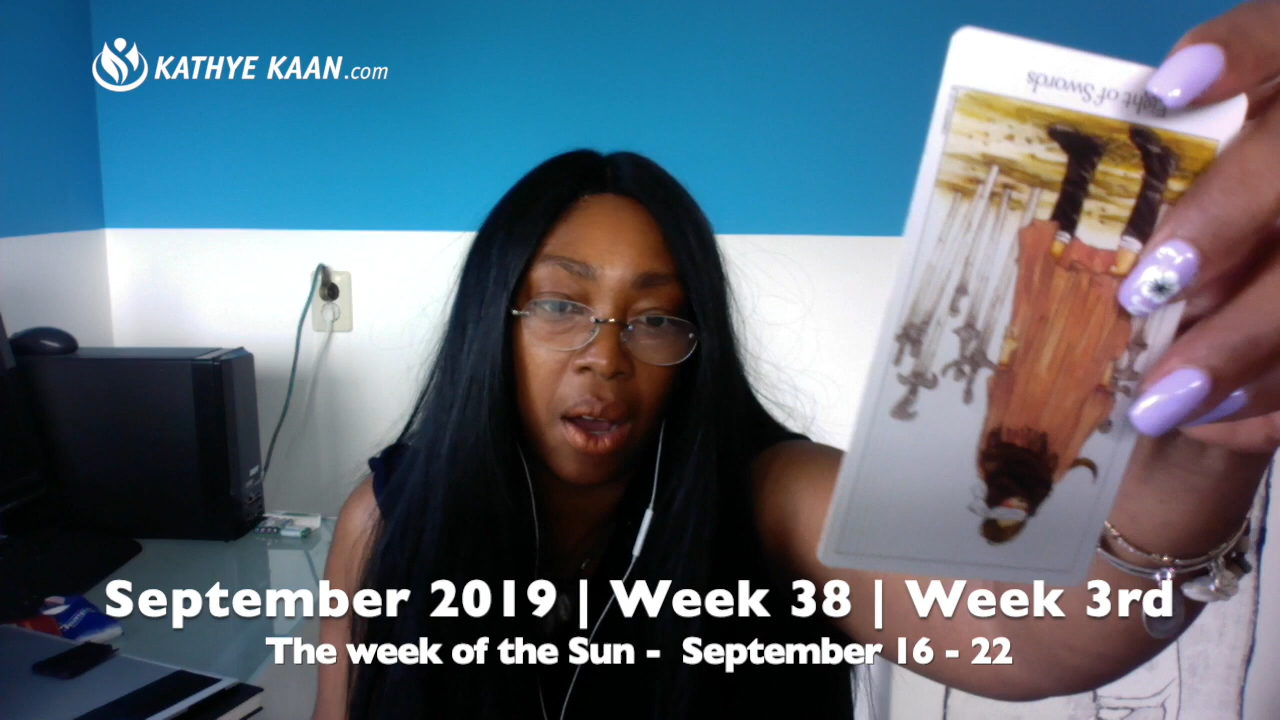 KATHYE KAAN.com
Eight of Swords
September 2019 | Week 38 | Week 3rd
The week of the Sun - September 16 - 22